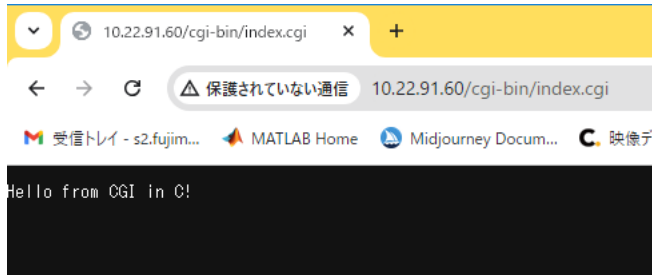 10.22.91.60/cgi-bin/index.cgi
保護されていない通信 10.22.91.60/cgi-bin/index.cgi
受信トレイ - s2.fujim... MATLAB Home Midjourney Docum... C. 映像デ
Hello from CGI in C!